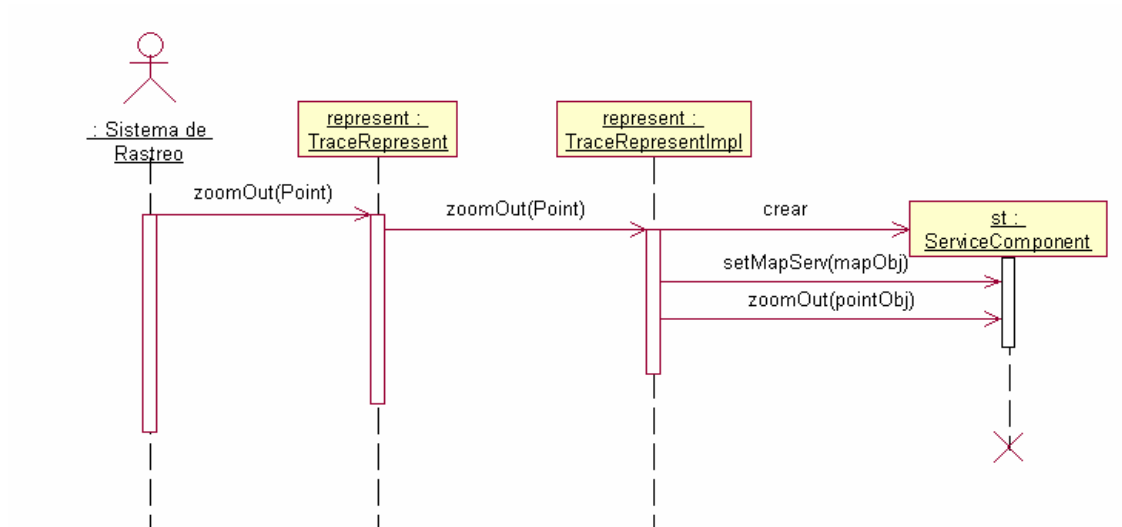 : Sistema de
Rastreo
represent :
TraceRepresent
represent :
TraceRepresentImpl
zoomOut(Point)
zoomOut(Point)
crear
st :
ServiceComponent
setMapServ(mapObj)
zoomOut(pointObj)